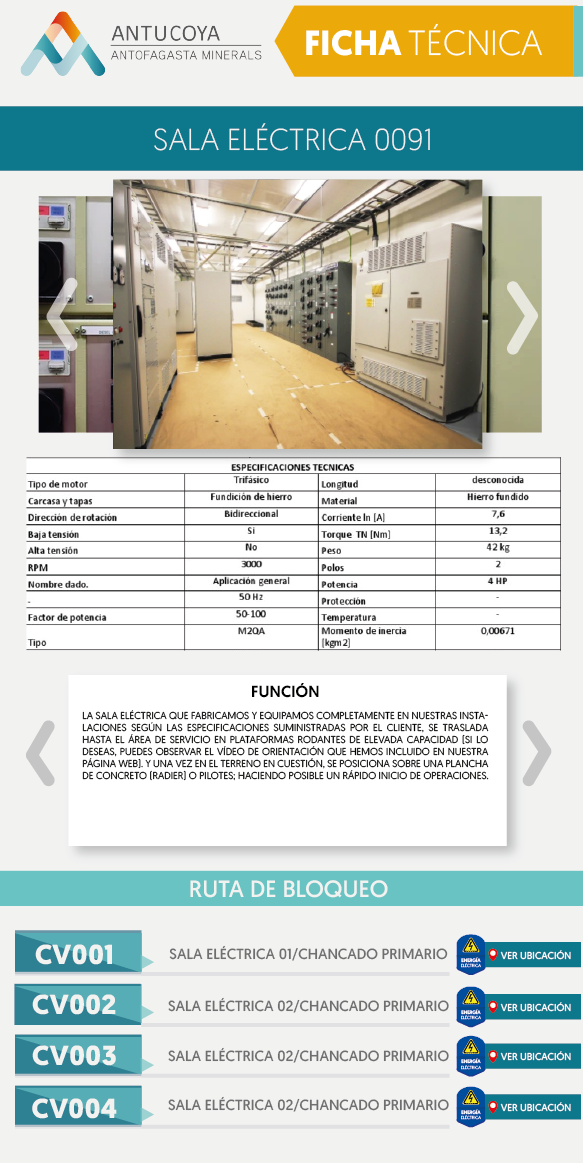 ANTUCOYA
ANTOFAGASTA MINERALS
FICHA TÉCNICA
SALA ELÉCTRICA 0091
ESPECIFICACIONES TECNICAS
Tipo de motor Trifásico Longitud desconocida
Carcasa y tapas Fundición de hierro Material Hierro fundido
Dirección de rotación Bidireccional Corriente ln [A] 7,6
Baja tensión Si Torque TN [Nm] 13,2
Alta tensión No Peso 42 kg
RPM 3000 Polos 2
Nombre dado. Aplicación general Potencia 4 HP
- 50 Hz Protección -
Factor de potencia 50-100 Temperatura -
Tipo M2QA Momento de inercia 0,00671
[kgm2]
FUNCIÓN
LA SALA ELÉCTRICA QUE FABRICAMOS Y EQUIPAMOS COMPLETAMENTE EN NUESTRAS INSTA-
LACIONES SEGÚN LAS ESPECIFICACIONES SUMINISTRADAS POR EL CLIENTE, SE TRASLADA
HASTA EL ÁREA DE SERVICIO EN PLATAFORMAS RODANTES DE ELEVADA CAPACIDAD (SI LO
DESEAS, PUEDES OBSERVAR EL VÍDEO DE ORIENTACIÓN QUE HEMOS INCLUIDO EN NUESTRA
PÁGINA WEB). Y UNA VEZ EN EL TERRENO EN CUESTIÓN, SE POSICIONA SOBRE UNA PLANCHA
DE CONCRETO (RADIER) O PILOTES; HACIENDO POSIBLE UN RÁPIDO INICIO DE OPERACIONES.
RUTA DE BLOQUEO
CV001 SALA ELÉCTRICA 01/CHANCADO PRIMARIO ENERGÍA ELÉCTRICA VER UBICACIÓN
CV002 SALA ELÉCTRICA 02/CHANCADO PRIMARIO ENERGÍA ELÉCTRICA VER UBICACIÓN
CV003 SALA ELÉCTRICA 02/CHANCADO PRIMARIO ENERGÍA ELÉCTRICA VER UBICACIÓN
CV004 SALA ELÉCTRICA 02/CHANCADO PRIMARIO ENERGÍA ELÉCTRICA VER UBICACIÓN